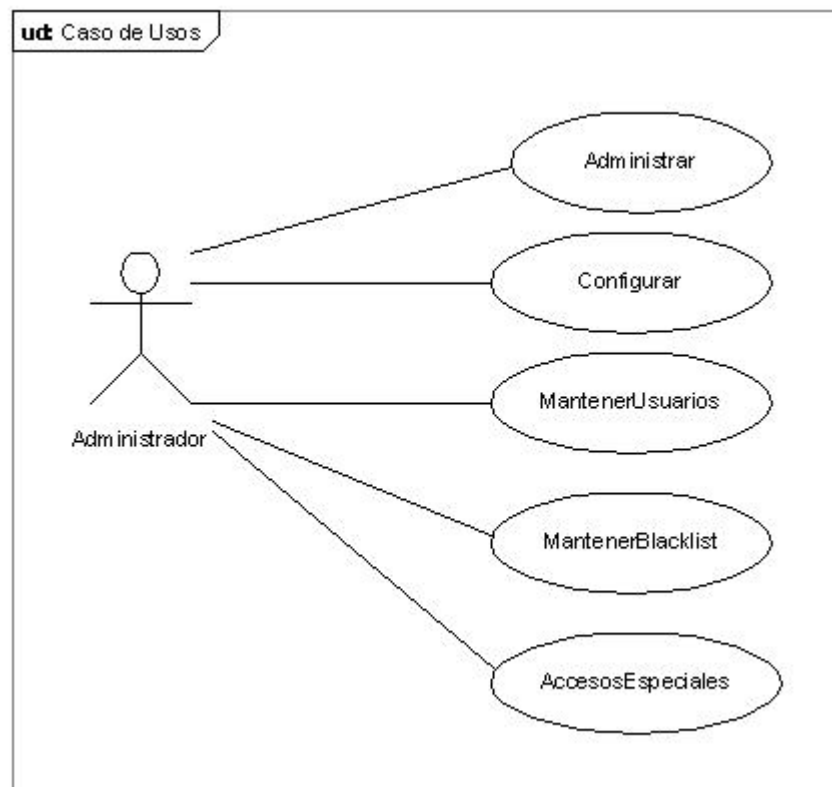 ud: Caso de Usos
Administrar
Configurar
MantenerUsuarios
Administrador
MantenerBlacklist
AccesosEspeciales